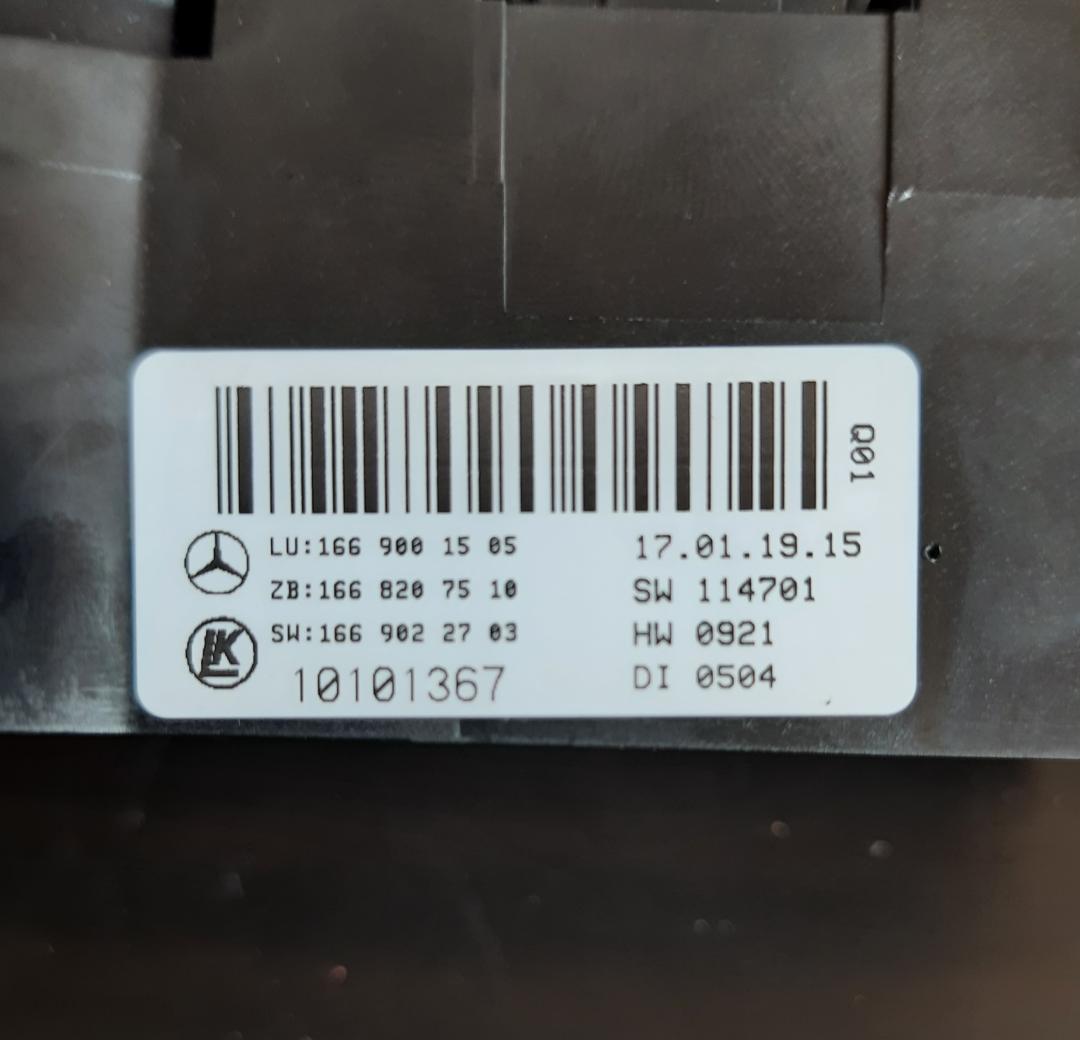 Q01
LU:166 900 15 05
ZB:166 820 75 10
SW:166 902 27 03
10101367
17.01.19.15
SW 114701
HW 0921
DI 0504
LK